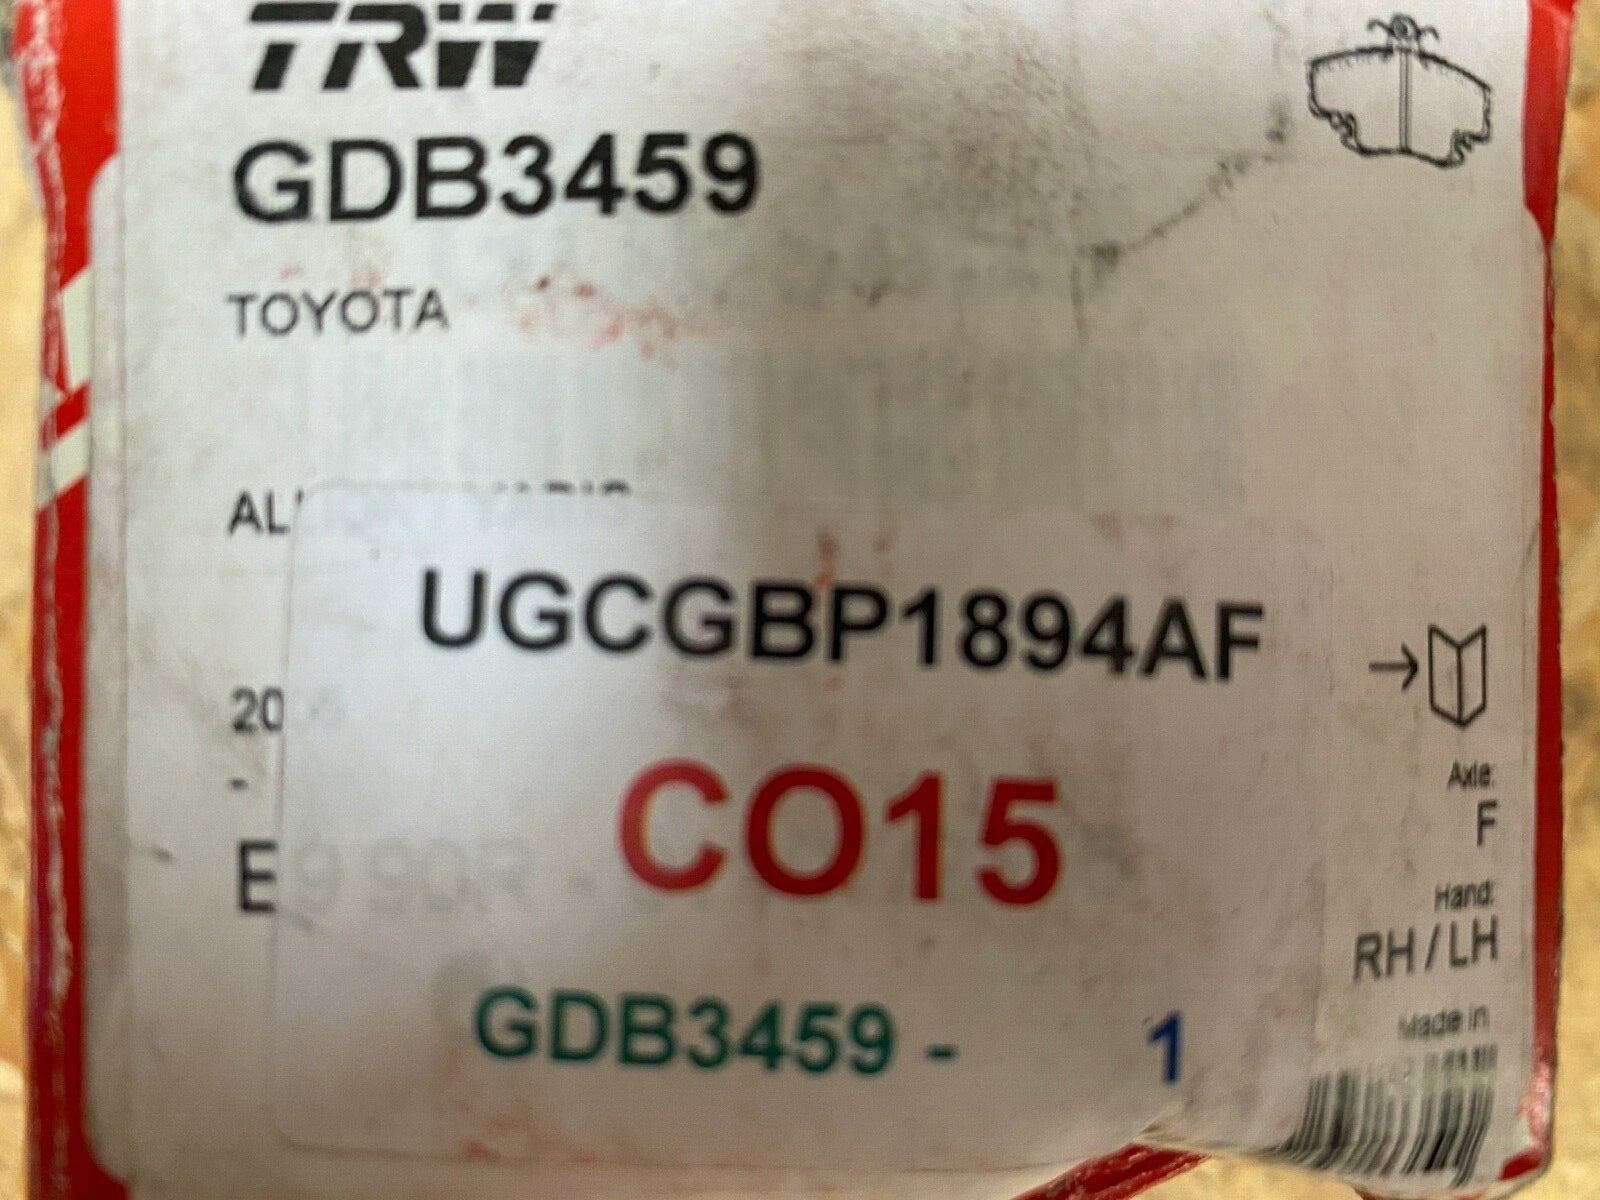 TRW
GDB3459
TOYOTA
UGCGBP1894AF
CO15
Axle:
F
Hand:
RH / LH
Made in
GDB3459 - 1